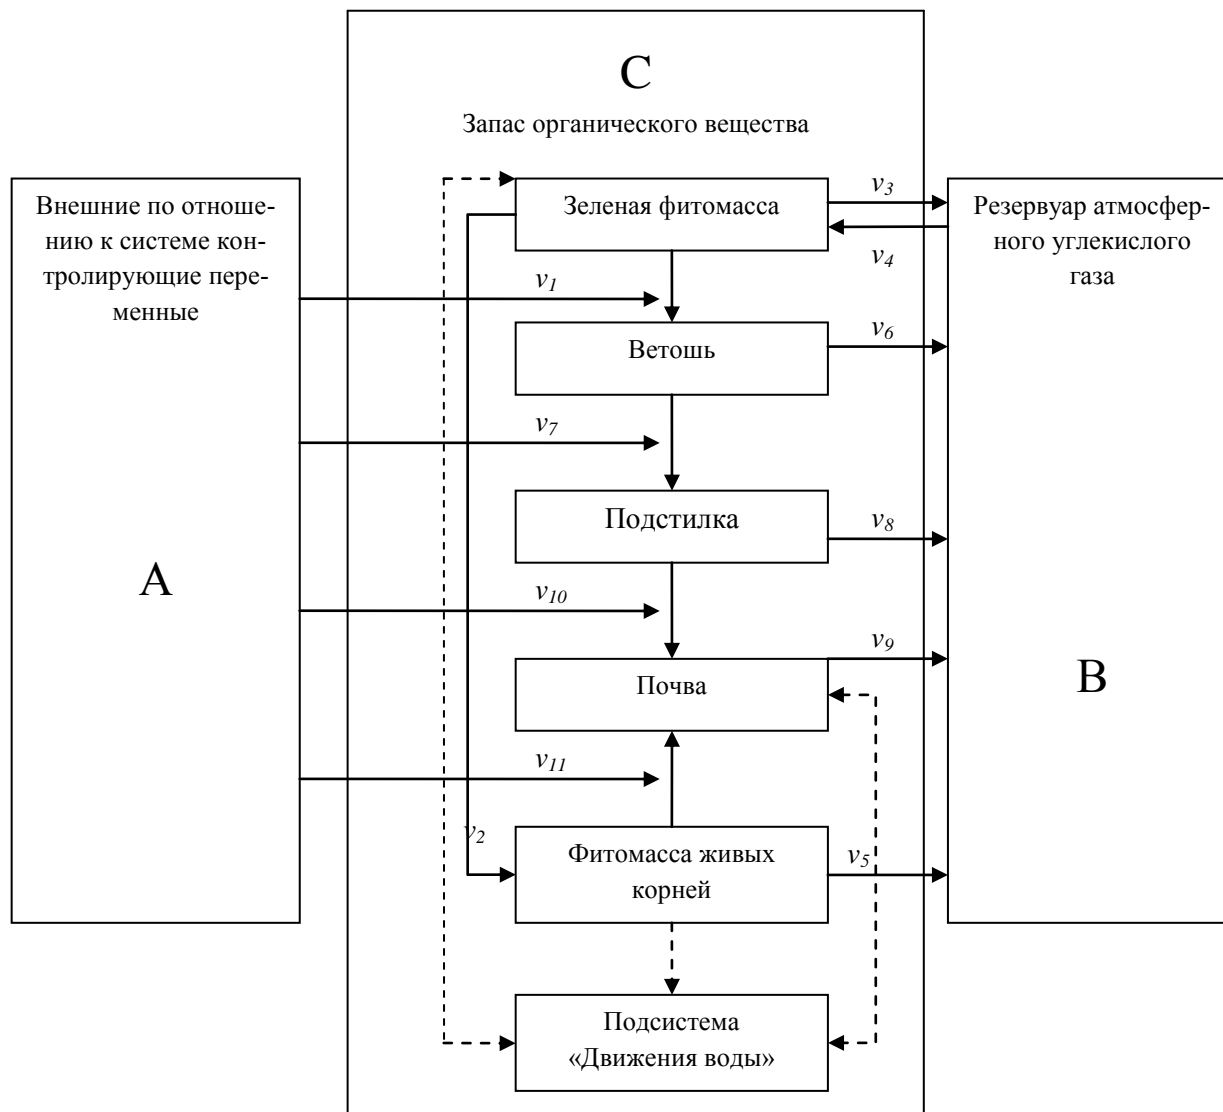 С
Запас органического вещества
Внешние по отноше-
нию к системе кон-
тролирующие пере-
менные
А
Зеленая фитомасса
v3
v4
Резервуар атмосфер-
ного углекислого
газа
В
v1
Ветошь
v6
v7
Подстилка
v8
v10
Почва
v9
v11
v2
Фитомасса живых
корней
v5
Подсистема
«Движения воды»